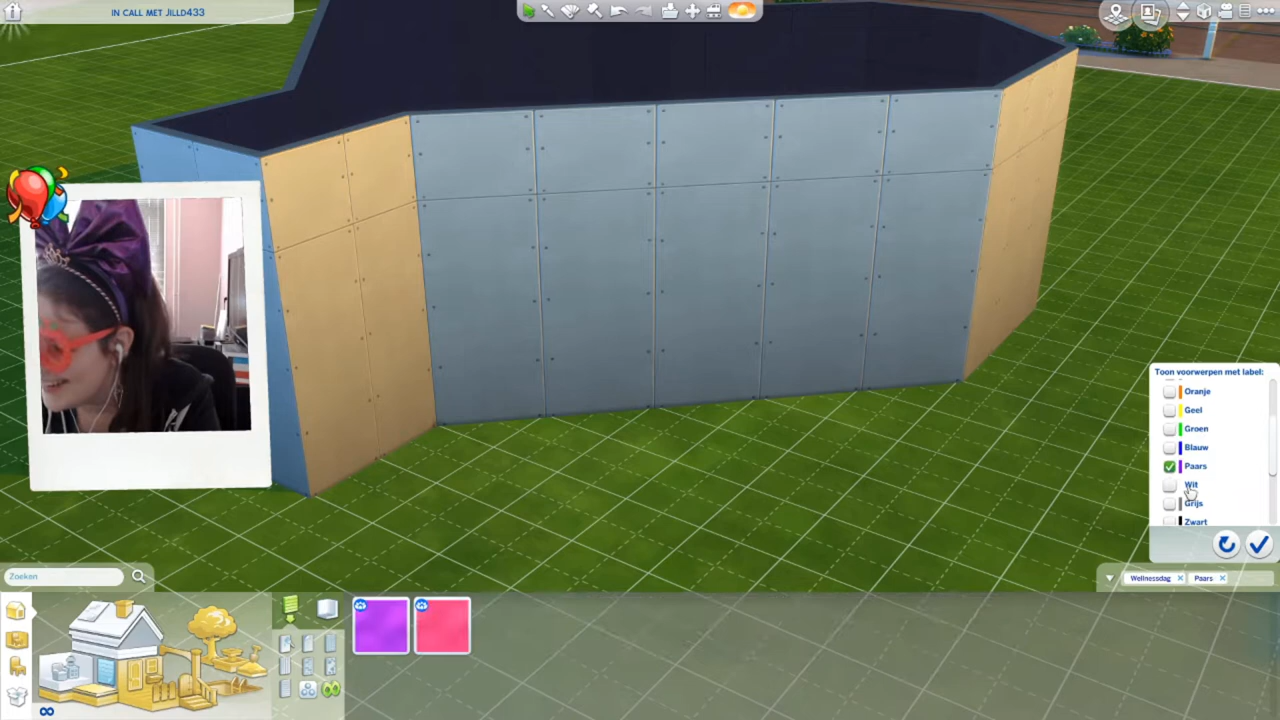 IN CALL MET JILLD433
Toon voorwerpen met label:
Oranje
Geel
Groen
Blauw
Paars
Wit
Grijs
Zwart
Zoeken
Wellnessdag
Paars